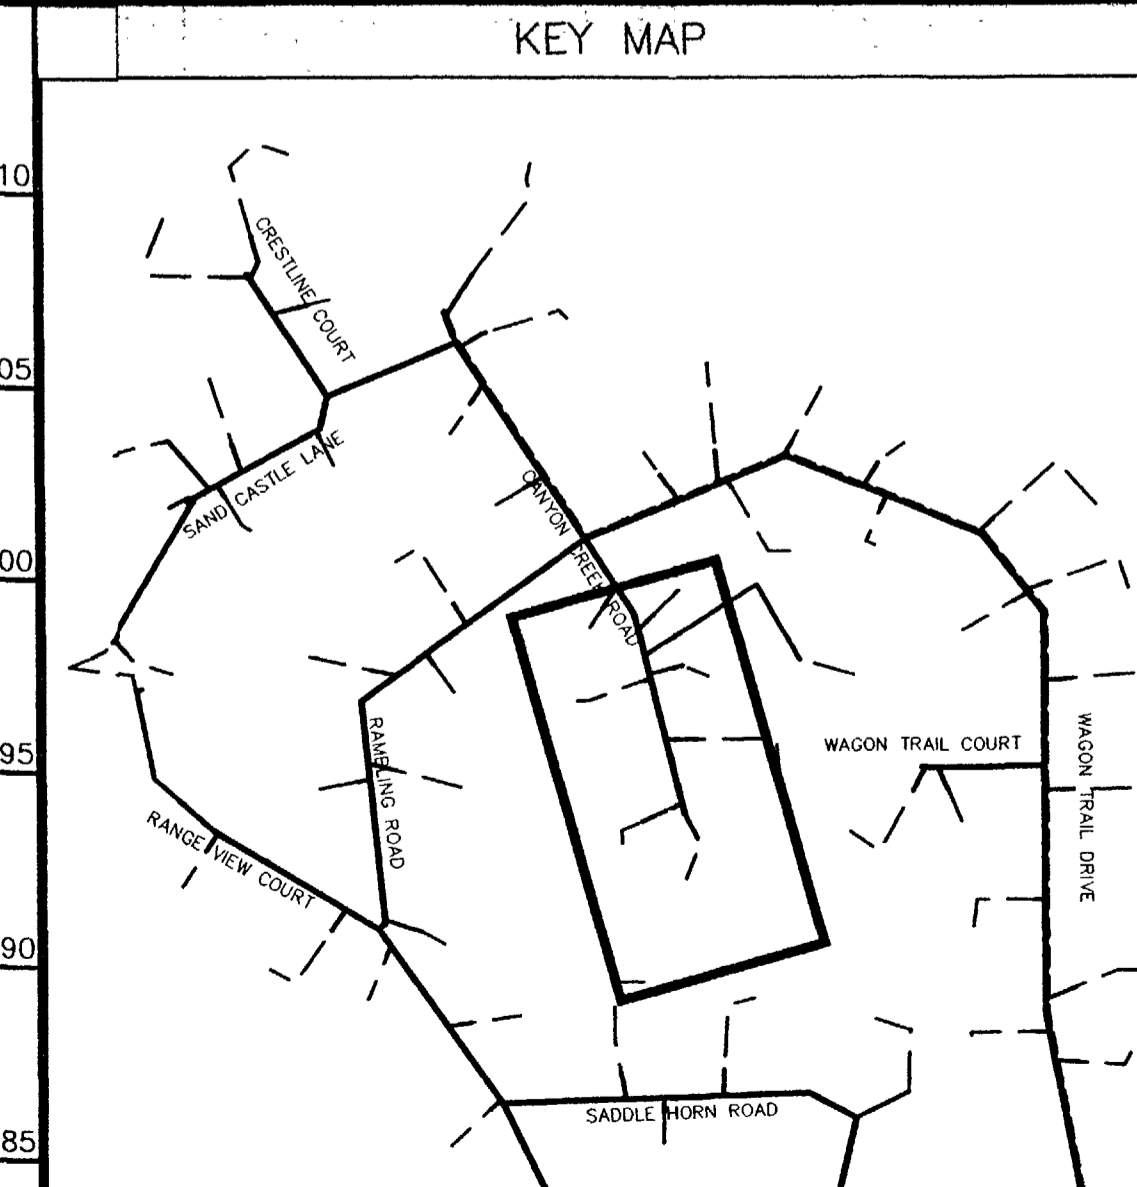 KEY MAP
10
CRESTLINE COURT
05
SAND CASTLE LANE
CANYON CREEK ROAD
00
RAMBLING ROAD
WAGON TRAIL COURT
WAGON TRAIL DRIVE
95
RANGE VIEW COURT
90
SADDLE HORN ROAD
85